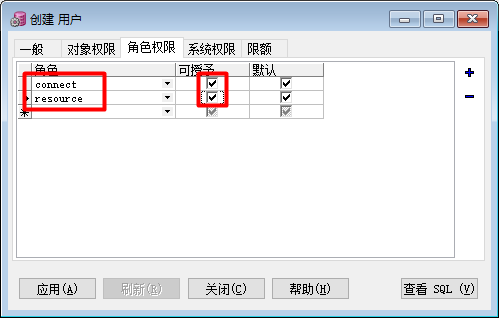 创建 用户
一般 对象权限 角色权限 系统权限 限额
角色 可授予 默认
connect
resource
应用(A) 刷新(R) 关闭(C) 帮助(H) 查看 SQL (V)